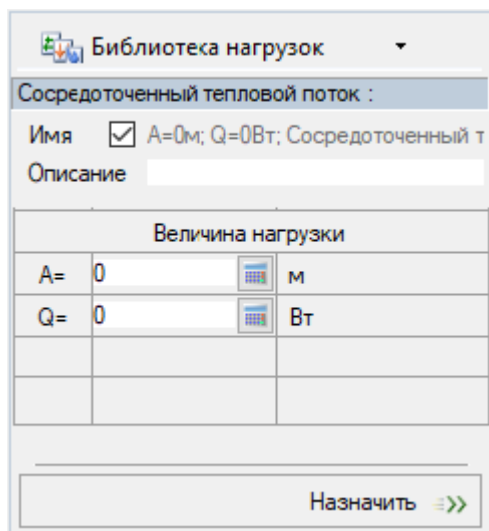 Библиотека нагрузок
Сосредоточенный тепловой поток :
Имя A=0м; Q=0Вт; Сосредоточенный т
Описание
Величина нагрузки
A= 0 м
Q= 0 Вт
Назначить